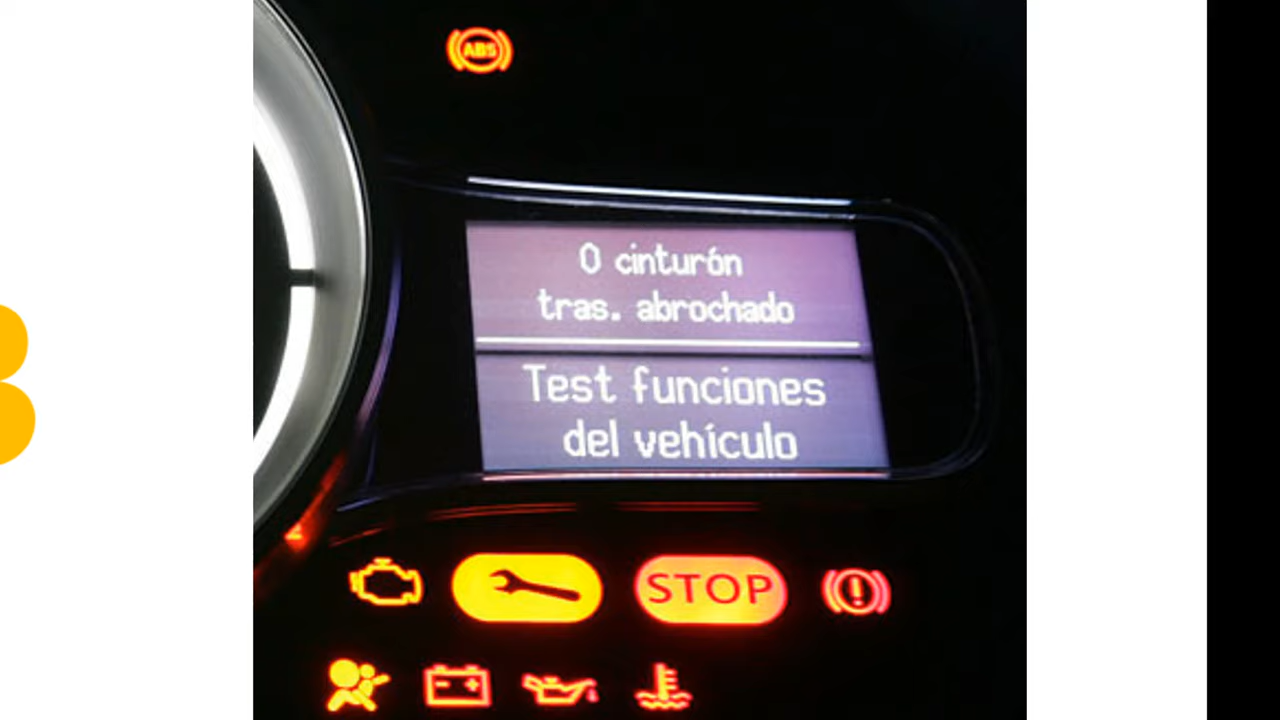 ABS
0 cinturón
tras. abrochado
Test funciones
del vehículo
STOP